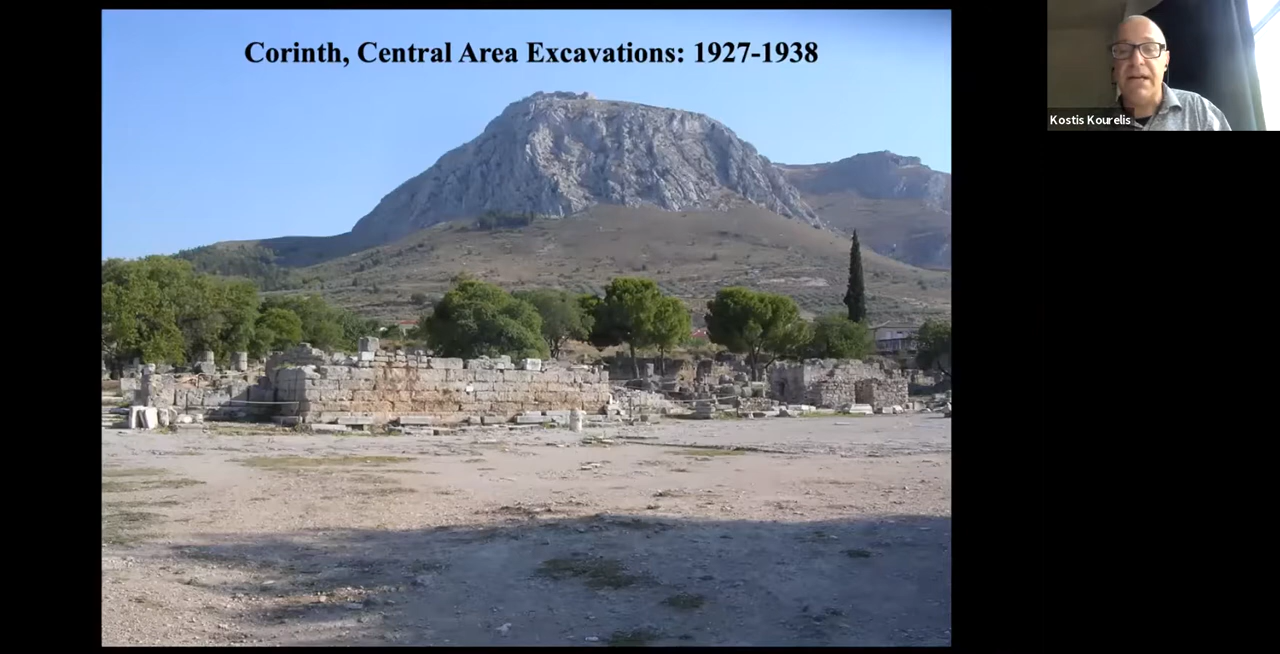 Corinth, Central Area Excavations: 1927-1938
Kostis Kourelis